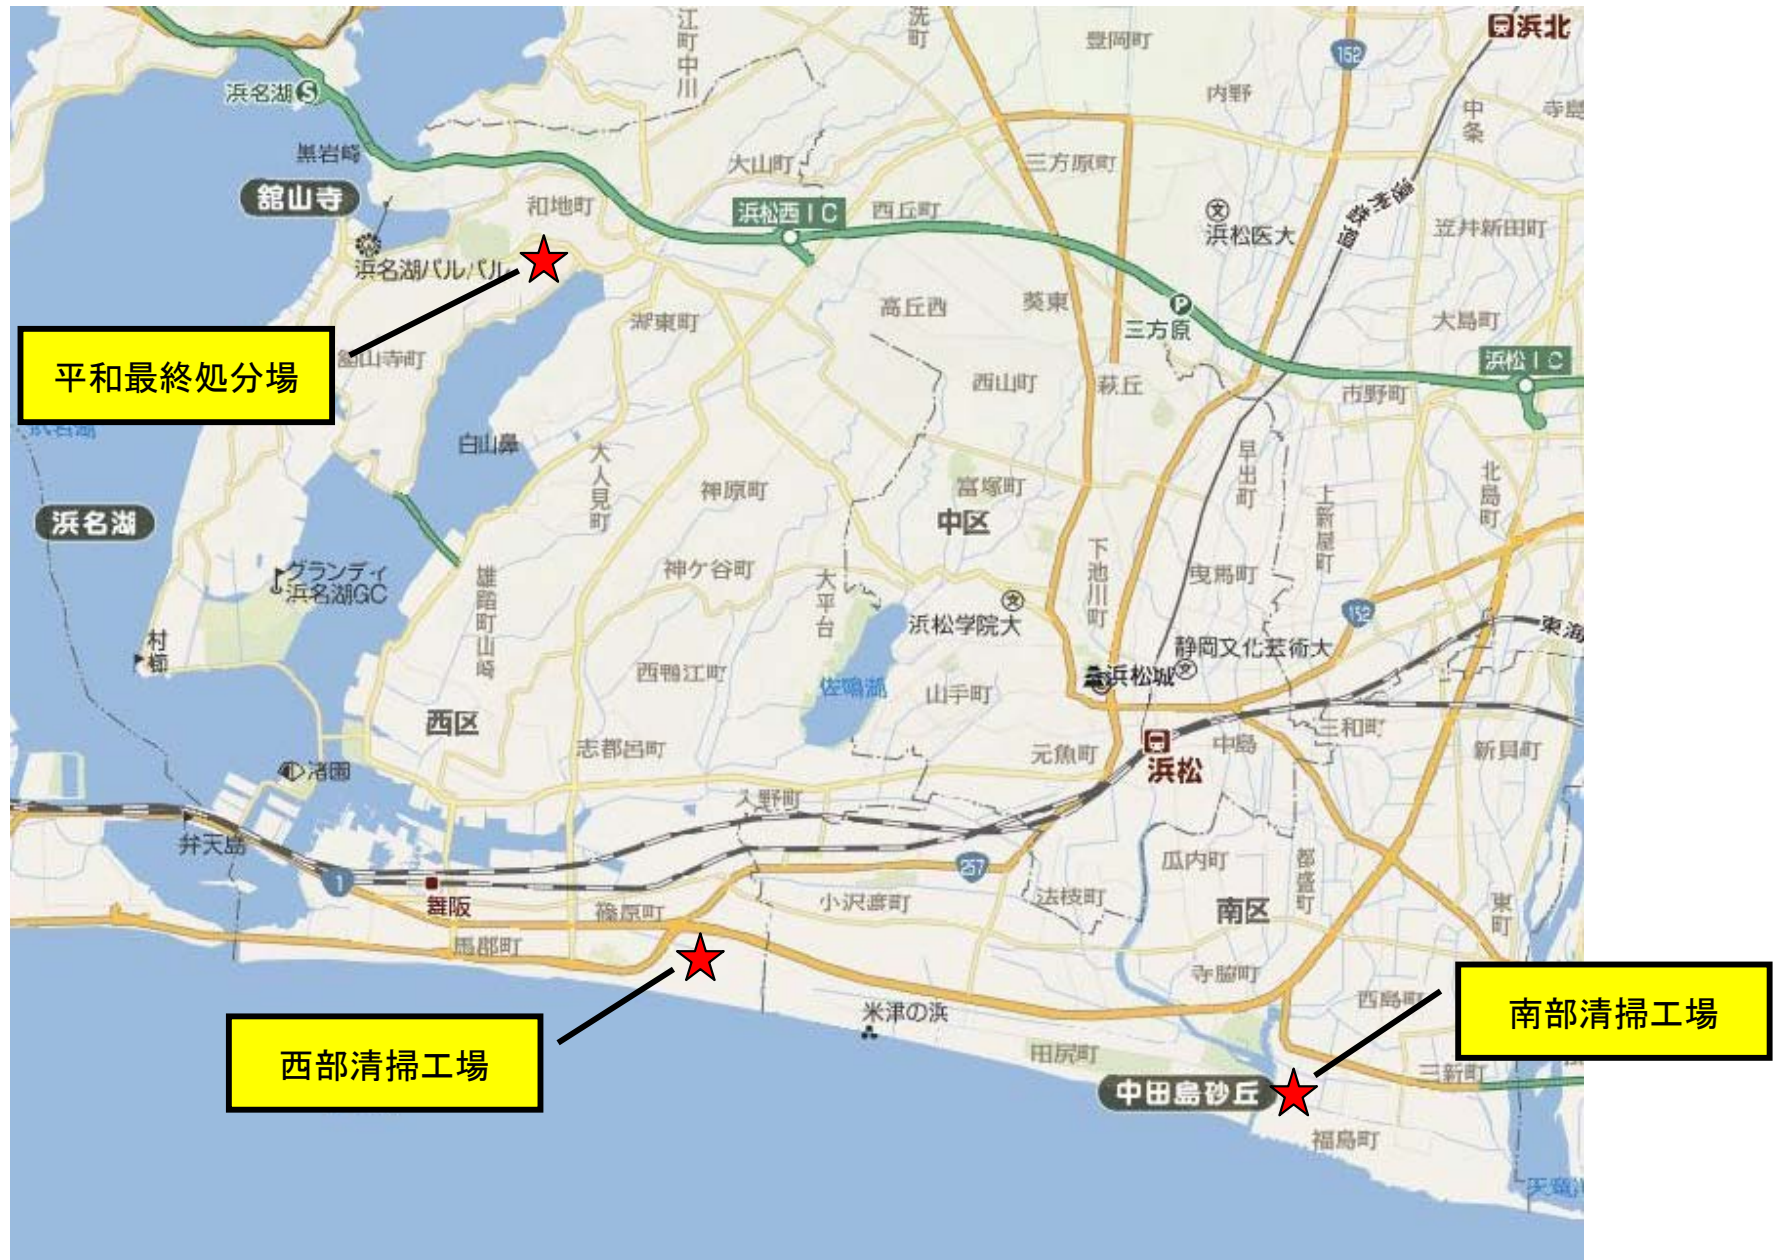 江町中川
洗町
豊岡町
152
浜北
浜名湖
S
内野
中条
寺島
黒岩崎
大山町
三方原町
舘山寺
和地町
浜松西IC
西丘町
遠州鉄道
浜松医大
笠井新田町
浜名湖パルパル
高丘西
葵東
P
三方原
大島町
湖東町
平和最終処分場
舘山寺町
浜松IC
西山町
萩丘
市野町
白山鼻
大人見町
早出町
北島町
神原町
富塚町
上新屋町
浜名湖
中区
下池川町
グランディ
浜名湖GC
雄踏町山崎
神ケ谷町
大平台
曳馬町
152
浜松学院大
村櫛
静岡文化芸術大
東海
西鴨江町
佐鳴湖
山手町
浜松城
西区
志都呂町
元魚町
浜松
中島
三和町
新貝町
渚園
入野町
弁天島
1
舞阪
257
瓜内町
都盛町
篠原町
小沢渡町
法枝町
南区
東町
馬郡町
寺脇町
西島町
南部清掃工場
米津の浜
西部清掃工場
田尻町
中田島砂丘
三新町
福島町